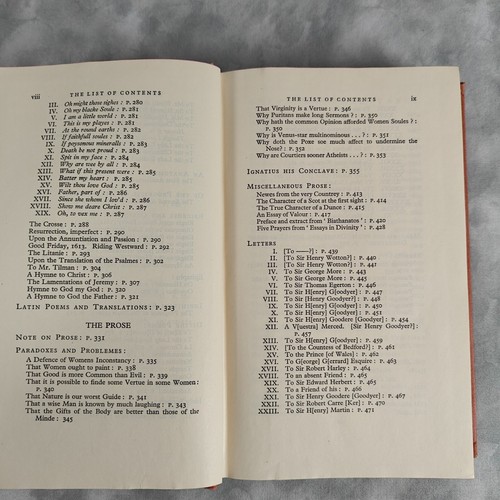 viii THE LIST OF CONTENTS
III. Oh might those sighes : P. 280
IV. Oh my blacke Soule : P. 281
V. I am a little world : P. 281
VI. This is my playes : P. 281
VII. At the round earths : P. 282
VIII. If faithfull soules : P. 282
IX. If poysonous mineralls : P. 283
X. Death be not proud : P. 283
XI. Spit in my face : P. 284
XII. Why are wee by all : P. 284
XIII. What if this present were : P. 285
XIV. Batter my heart : P. 285
XV. Wilt thou love God : P. 285
XVI. Father, part of : P. 286
XVII. Since she whom I lov'd : P. 286
XVIII. Show me deare Christ : P. 287
XIX. Oh, to vex me : P. 287
The Crosse : P. 288
Resurrection, imperfect : P. 290
Upon the Annuntiation and Passion : P. 290
Good Friday, 1613. Riding Westward : P. 292
The Litanie : P. 293
Upon the Translation of the Psalmes : P. 302
To Mr. Tilman : P. 304
A Hymne to Christ : P. 306
The Lamentations of Jeremy : P. 307
Hymne to God my God : P. 320
A Hymne to God the Father : P. 321
LATIN POEMS AND TRANSLATIONS : P. 323
THE PROSE
NOTE ON PROSE : P. 331
PARADOXES AND PROBLEMES :
A Defence of Womens Inconstancy : P. 335
That Women ought to paint : P. 338
That Good is more Common than Evill : P. 339
That it is possible to finde some Vertue in some Women :
P. 340
That Nature is our worst Guide : P. 341
That a wise Man is known by much laughing : P. 343
That the Gifts of the Body are better than those of the
Minde : 345
THE LIST OF CONTENTS ix
That Virginity is a Vertue : P. 346
Why Puritans make long Sermons ? : P. 350
Why hath the common Opinion afforded Women Soules ? :
P. 350
Why is Venus-star multinominous . . . ? : P. 351
Why doth the Poxe soe much affect to undermine the
Nose? : P. 352
Why are Courtiers sooner Atheists . . . ? : P. 353
IGNATIUS HIS CONCLAVE : P. 355
MISCELLANEOUS PROSE :
Newes from the very Countrey : P. 413
The Character of a Scot at the first sight : P. 414
The True Character of a Dunce : P. 415
An Essay of Valour : P. 417
Preface and extract from ' Biathanatos ' : P. 420
Five Prayers from ' Essays in Divinity ' : P. 428
LETTERS
I. [To ——?] : P. 439
II. [To Sir Henry Wotton?] : P. 440
III. [To Sir Henry Wotton?] : P. 441
IV. To Sir George More : P. 443
V. To Sir George More : P. 445
VI. To Sir Thomas Egerton : P. 446
VII. To Sir H[enry] G[oodyer] : P. 447
VIII. To Sir [Henry Goodyer?] : P. 448
IX. To Sir H[enry] G[oodyer] : P. 450
X. To Sir H[enry] G[oodyer] : P. 451
XI. To Sir H[enry] Goodere [Goodyer] : P. 454
XII. A V[uestra] Merced. [Sir Henry Goodyer?] :
P. 457
XIII. To Sir H[enry] G[oodyer] : P. 459
XIV. [To the Countess of Bedford?] : P. 461
XV. To the Prince [of Wales] : P. 462
XVI. To G[eorge] G[errard] Esquire : P. 463
XVII. To Sir Robert Harley : P. 464
XVIII. To an absent Friend : P. 465
XIX. To Sir Edward Herbert : P. 465
XX. To a Friend of his : P. 466
XXI. To Sir Henry Goodere [Goodyer] : P. 467
XXII. To Sir Robert Carre [Ker] : P. 470
XXIII. To Sir H[enry] Martin : P. 471